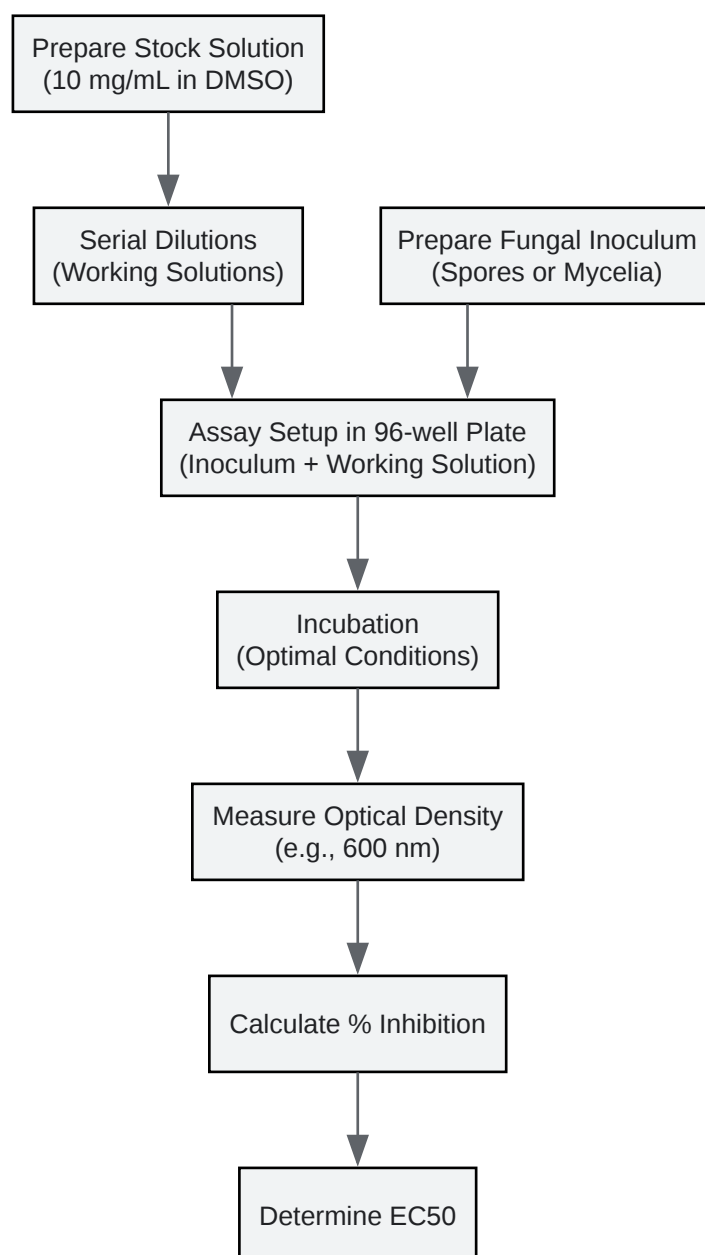 Prepare Stock Solution
(10 mg/mL in DMSO)
Serial Dilutions
(Working Solutions)
Prepare Fungal Inoculum
(Spores or Mycelia)
Assay Setup in 96-well Plate
(Inoculum + Working Solution)
Incubation
(Optimal Conditions)
Measure Optical Density
(e.g., 600 nm)
Calculate % Inhibition
Determine EC50